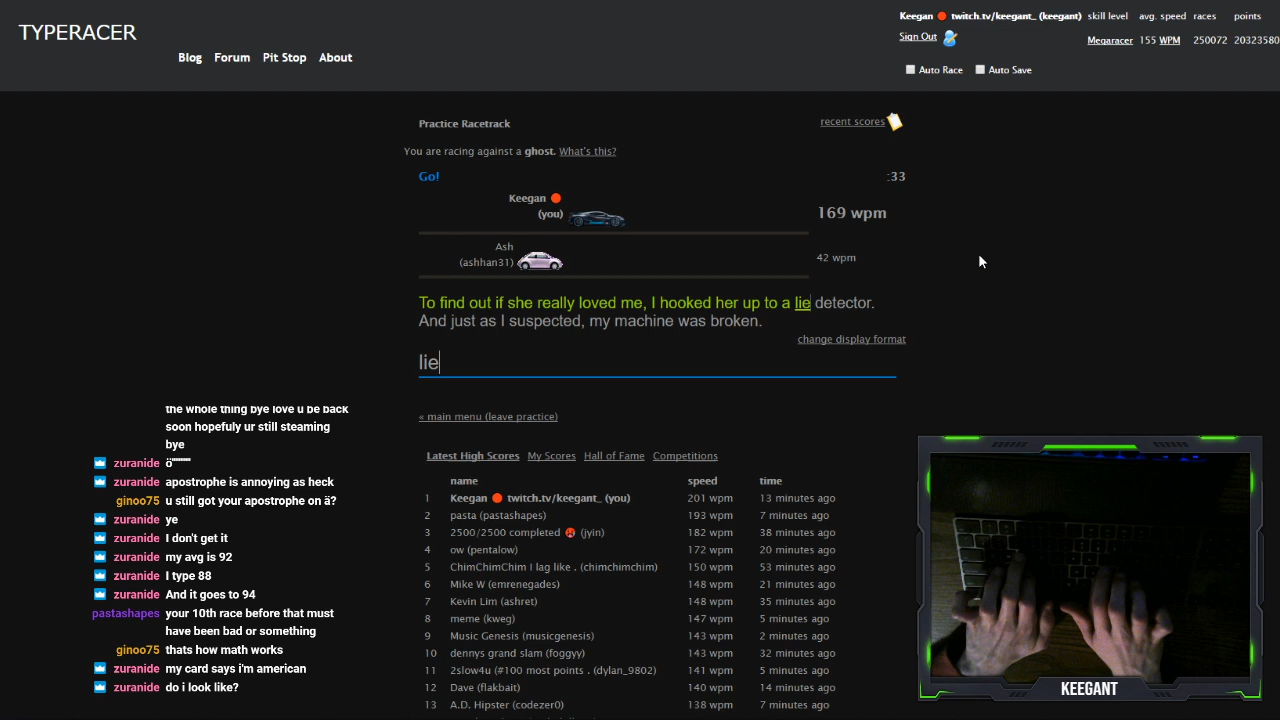 TYPERACER
Blog Forum Pit Stop About
Keegan twitch.tv/keegant_ (keegant) skill level avg. speed races points
Sign Out Megaracer 155 WPM 250072 20323580
Auto Race Auto Save
Practice Racetrack recent scores
You are racing against a ghost. What's this?
Go! :33
Keegan
(you) 169 wpm
Ash
(ashhan31) 42 wpm
To find out if she really loved me, I hooked her up to a lie detector.
And just as I suspected, my machine was broken.
change display format
lie
« main menu (leave practice)
Latest High Scores My Scores Hall of Fame Competitions
name speed time
1 Keegan twitch.tv/keegant_ (you) 201 wpm 13 minutes ago
2 pasta (pastashapes) 193 wpm 7 minutes ago
3 2500/2500 completed (jyin) 182 wpm 38 minutes ago
4 ow (pentalow) 172 wpm 20 minutes ago
5 ChimChimChim I lag like . (chimchimchim) 150 wpm 53 minutes ago
6 Mike W (emrenegades) 148 wpm 21 minutes ago
7 Kevin Lim (ashret) 148 wpm 35 minutes ago
8 meme (kweg) 147 wpm 5 minutes ago
9 Music Genesis (musicgenesis) 143 wpm 2 minutes ago
10 dennys grand slam (foggyy) 143 wpm 32 minutes ago
11 2slow4u (#100 most points . (dylan_9802) 141 wpm 5 minutes ago
12 Dave (flakbait) 140 wpm 14 minutes ago
13 A.D. Hipster (codezer0) 138 wpm 7 minutes ago
the whole thing bye love u be back
soon hopefuly ur still steaming
bye
zuranide ö''''''''
zuranide apostrophe is annoying as heck
ginoo75 u still got your apostrophe on ä?
zuranide ye
zuranide I don't get it
zuranide my avg is 92
zuranide I type 88
zuranide And it goes to 94
pastashapes your 10th race before that must
have been bad or something
ginoo75 thats how math works
zuranide my card says i'm american
zuranide do i look like?
KEEGANT